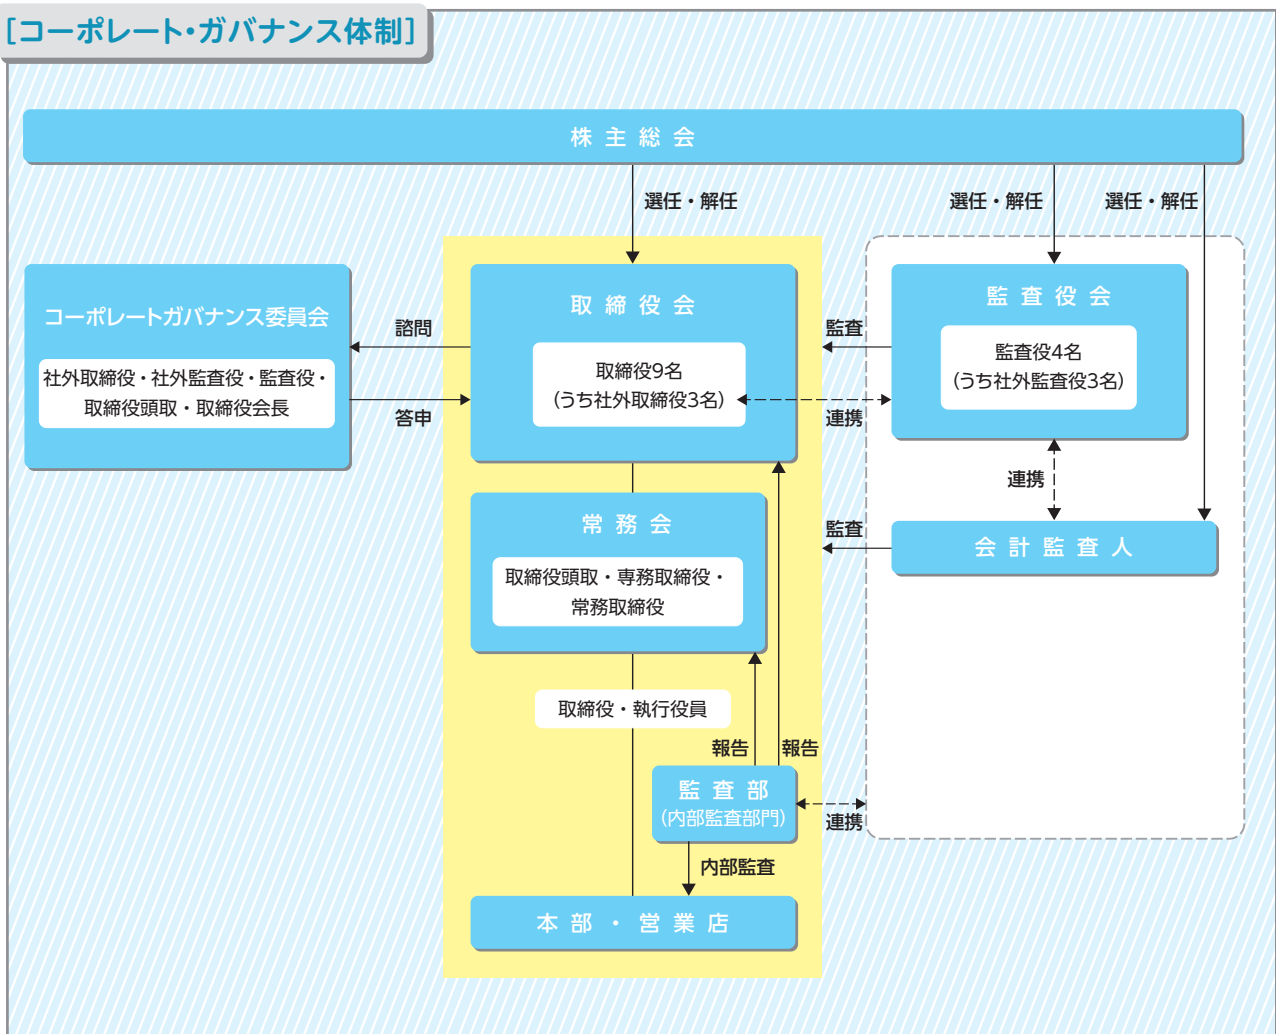 [コーポレート・ガバナンス体制]
株主総会
選任・解任
選任・解任
選任・解任
コーポレートガバナンス委員会
社外取締役・社外監査役・監査役・
取締役頭取・取締役会長
諮問
答申
取締役会
取締役9名
(うち社外取締役3名)
監査
連携
監査役会
監査役4名
(うち社外監査役3名)
連携
常務会
取締役頭取・専務取締役・
常務取締役
監査
会計監査人
取締役・執行役員
報告
報告
監査部
(内部監査部門)
連携
内部監査
本部・営業店